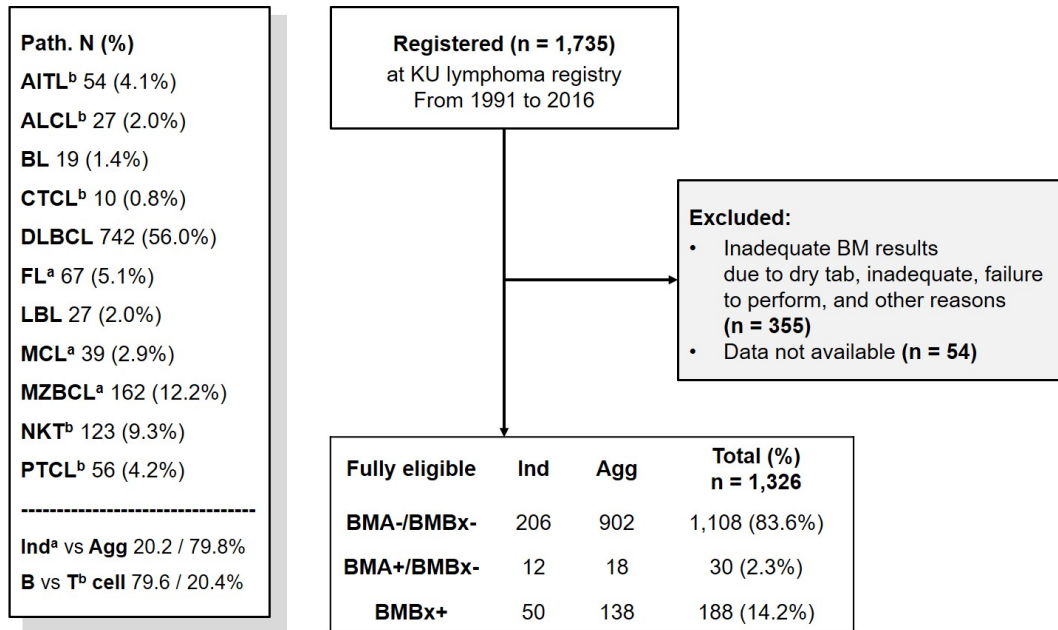 Path. N (%)
AITLᵇ 54 (4.1%)
ALCLᵇ 27 (2.0%)
BL 19 (1.4%)
CTCLᵇ 10 (0.8%)
DLBCL 742 (56.0%)
FLᵃ 67 (5.1%)
LBL 27 (2.0%)
MCLᵃ 39 (2.9%)
MZBCLᵃ 162 (12.2%)
NKTᵇ 123 (9.3%)
PTCLᵇ 56 (4.2%)
--------------------------------
Indᵃ vs Agg 20.2 / 79.8%
B vs Tᵇ cell 79.6 / 20.4%
Registered (n = 1,735)
at KU lymphoma registry
From 1991 to 2016
Excluded:
• Inadequate BM results
due to dry tab, inadequate, failure
to perform, and other reasons
(n = 355)
• Data not available (n = 54)
Fully eligible Ind Agg Total (%)
n = 1,326
BMA-/BMBx- 206 902 1,108 (83.6%)
BMA+/BMBx- 12 18 30 (2.3%)
BMBx+ 50 138 188 (14.2%)